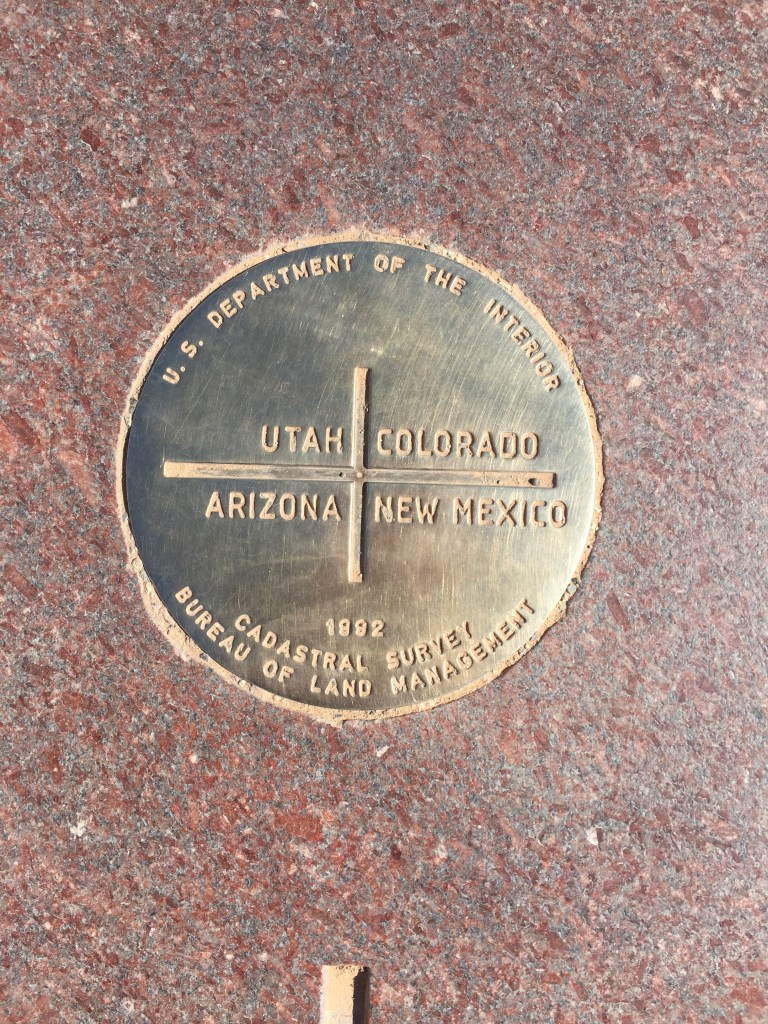 U. S. DEPARTMENT OF THE INTERIOR
UTAH COLORADO
ARIZONA NEW MEXICO
1992
CADASTRAL SURVEY
BUREAU OF LAND MANAGEMENT